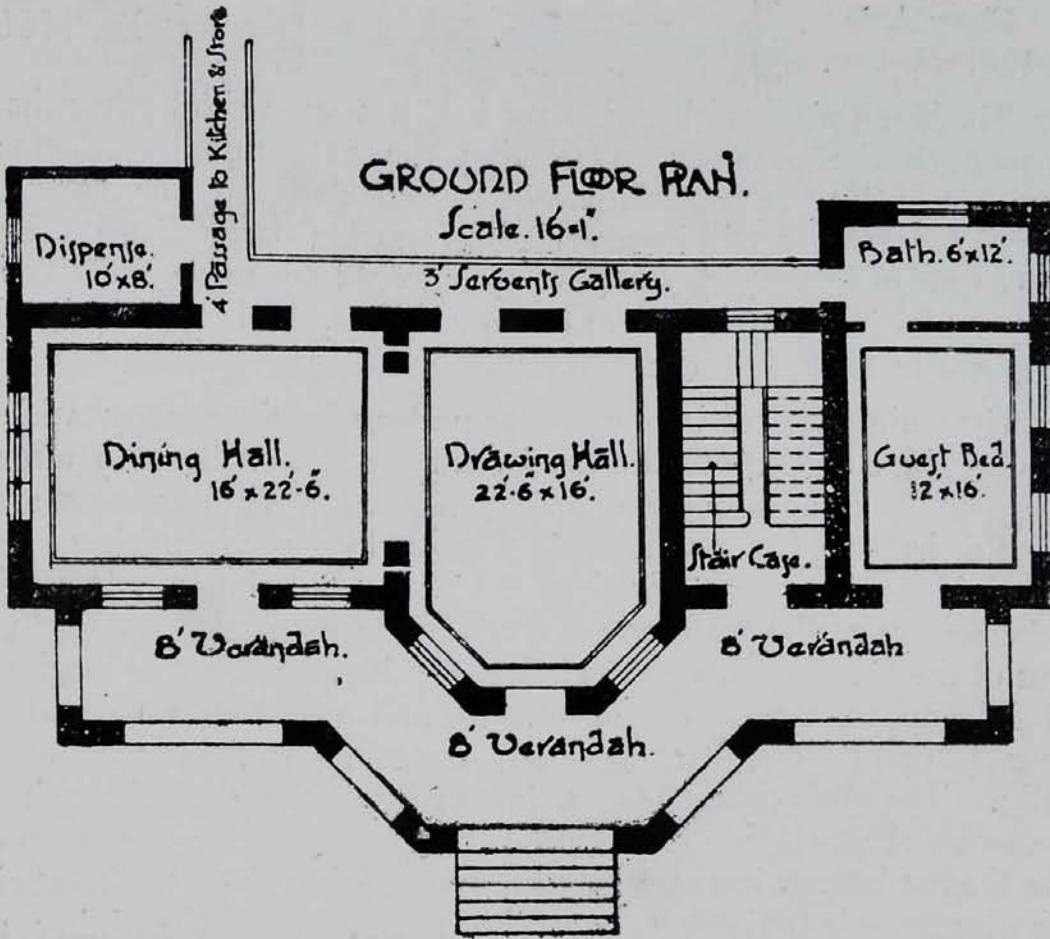 4' Passage to Kitchen & Store
GROUND FLOOR PLAN.
Scale. 16'=1".
Dispense.
10'x8'.
3' Servents Gallery.
Bath. 6'x12'.
Dining Hall.
16' x 22'-6".
Drawing Hall.
22'-6" x 16'.
Guest Bed.
12' x 16'.
Stair Case.
8' Verandah.
8' Verandah
8' Verandah.